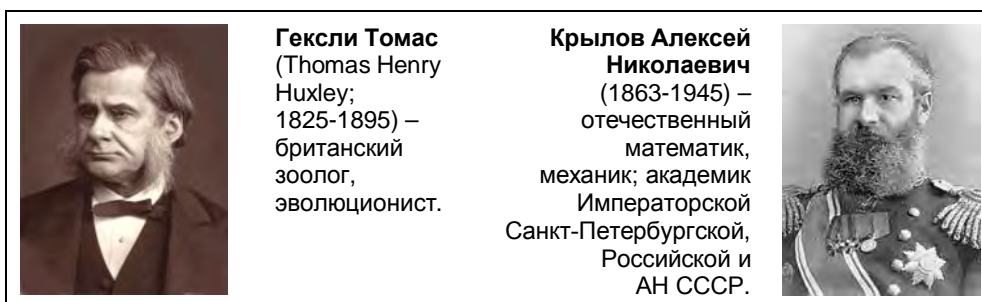 Гексли Томас
(Thomas Henry
Huxley;
1825-1895) –
британский
зоолог,
эволюционист.
Крылов Алексей
Николаевич
(1863-1945) –
отечественный
математик,
механик; академик
Императорской
Санкт-Петербургской,
Российской и
АН СССР.